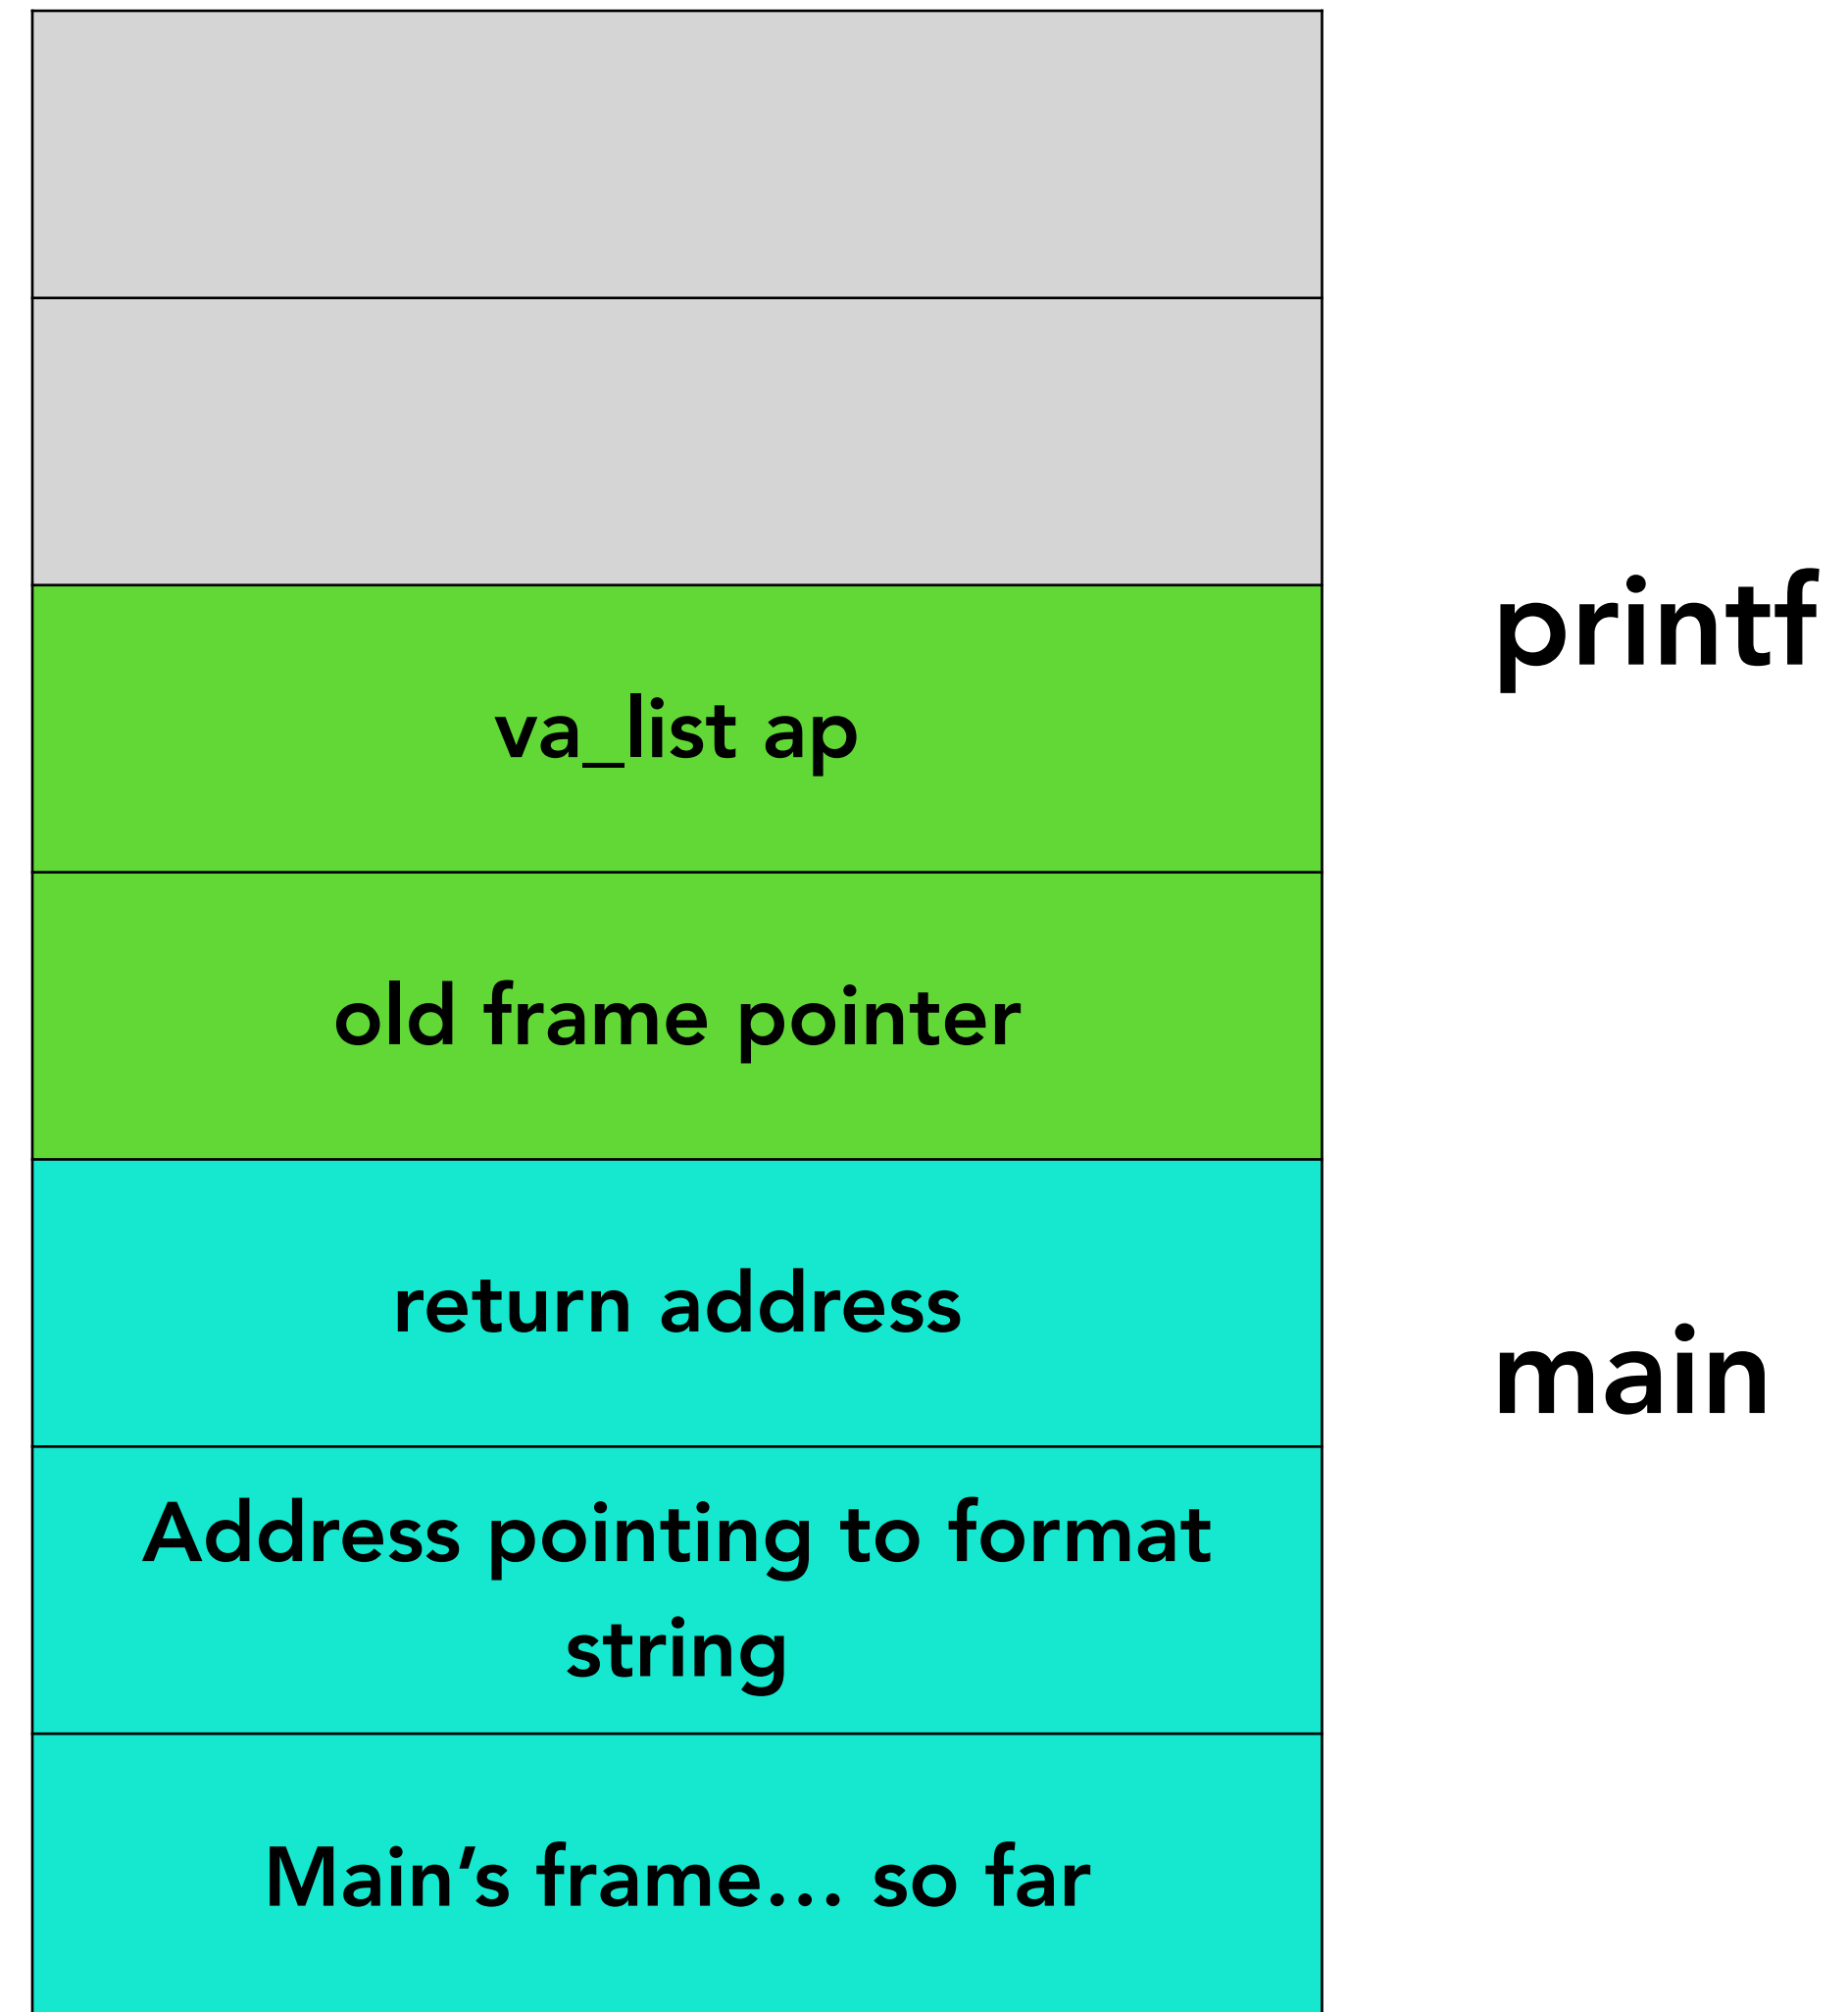 printf
va_list ap
old frame pointer
return address
main
Address pointing to format
string
Main‘s frame... so far